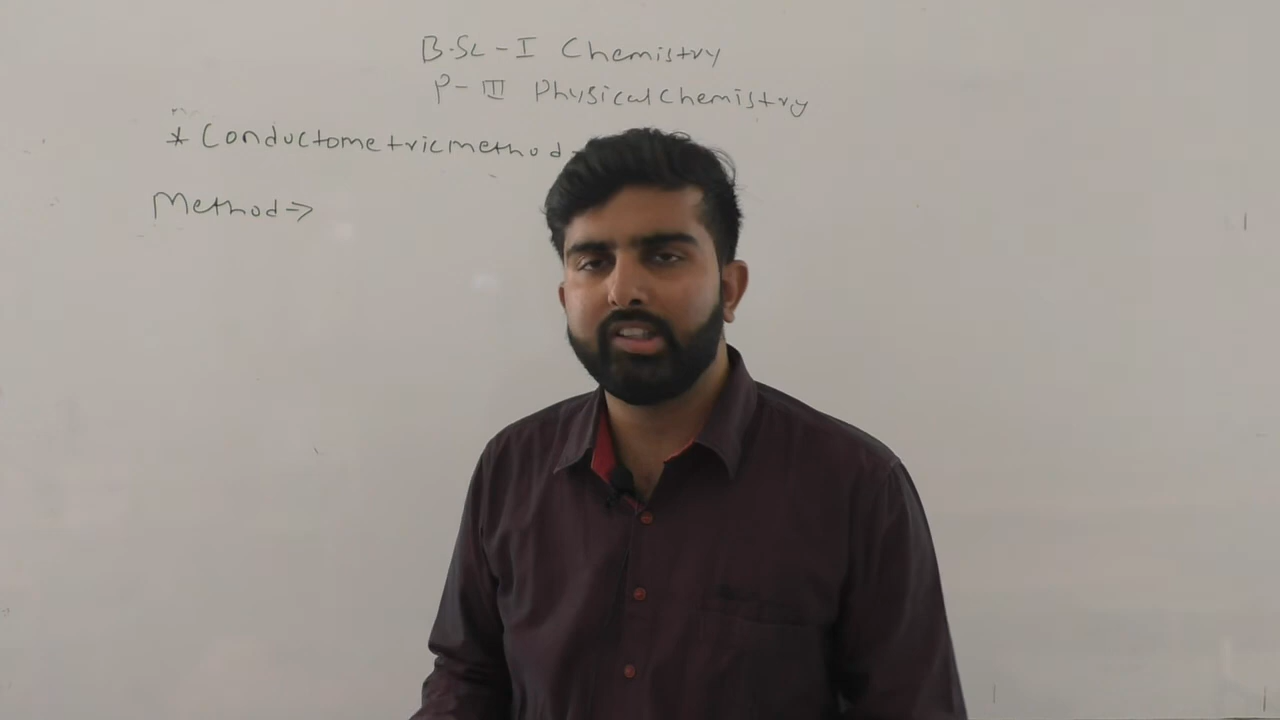 B.Sc - I Chemistry
P - III Physical Chemistry
* Conductometric method -
Method →